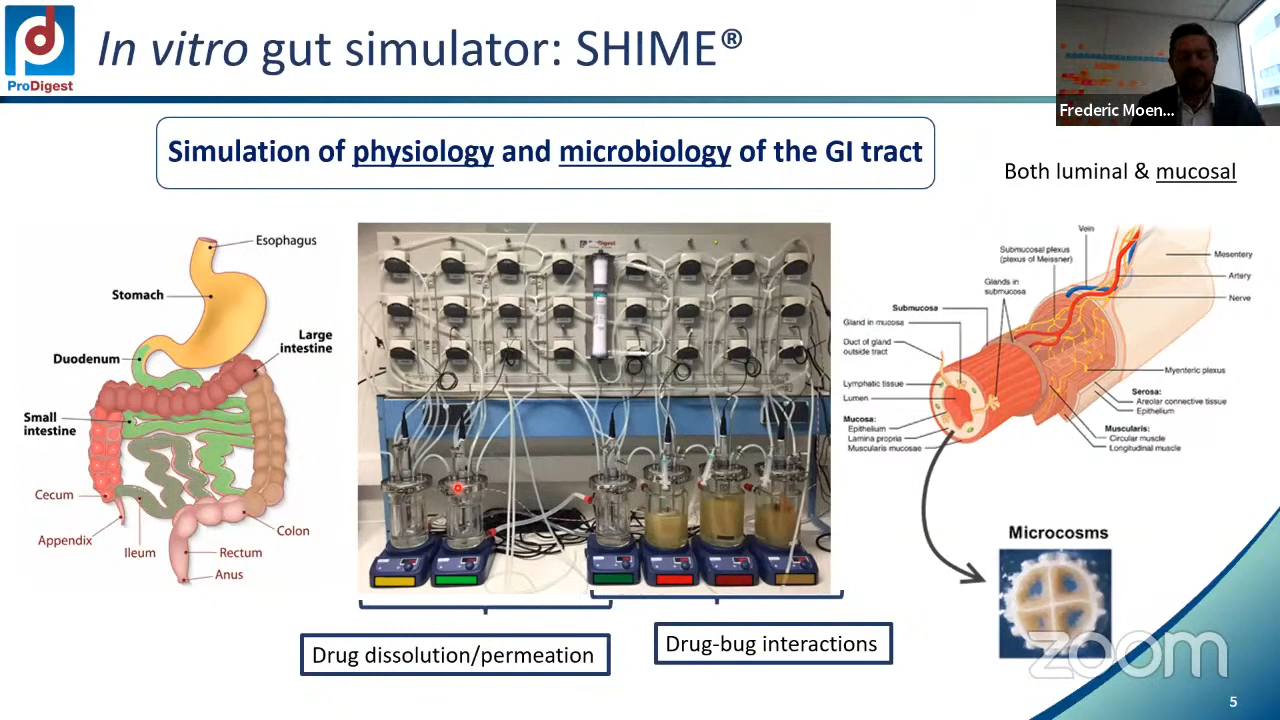 ProDigest
In vitro gut simulator: SHIME®
Frederic Moen...
Simulation of physiology and microbiology of the GI tract
Both luminal & mucosal
Esophagus
Stomach
Large
intestine
Duodenum
Small
intestine
Cecum
Appendix
Ileum
Colon
Rectum
Anus
Vein
Submucosal plexus
(plexus of Meissner)
Mesentery
Artery
Nerve
Glands in
submucosa
Submucosa
Gland in mucosa
Duct of gland
outside tract
Lymphatic tissue
Lumen
Mucosa:
Epithelium
Lamina propria
Muscularis mucosae
Myenteric plexus
Serosa:
Areolar connective tissue
Epithelium
Muscularis:
Circular muscle
Longitudinal muscle
Microcosms
Drug dissolution/permeation
Drug-bug interactions
zoom
5